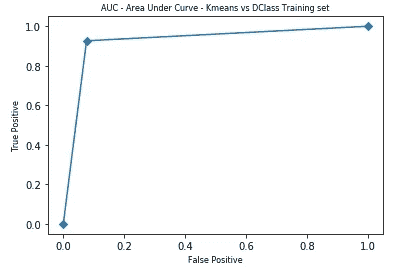 AUC - Area Under Curve - Kmeans vs DClass Training set
1.0
0.8
0.6
0.4
0.2
0.0
True Positive
0.0 0.2 0.4 0.6 0.8 1.0
False Positive